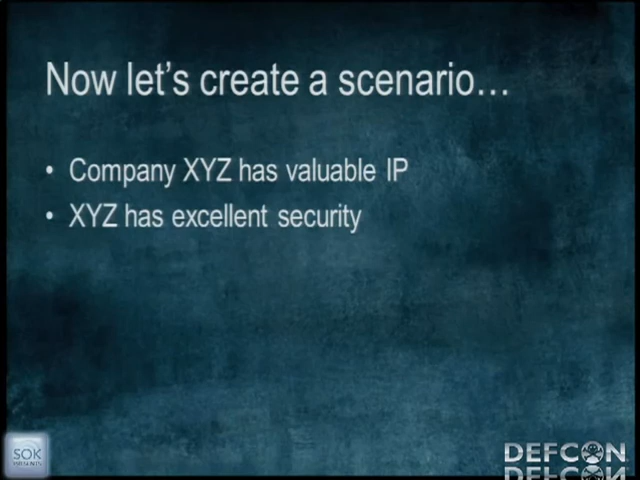 Now let's create a scenario…
• Company XYZ has valuable IP
• XYZ has excellent security
SOK
DEFCON